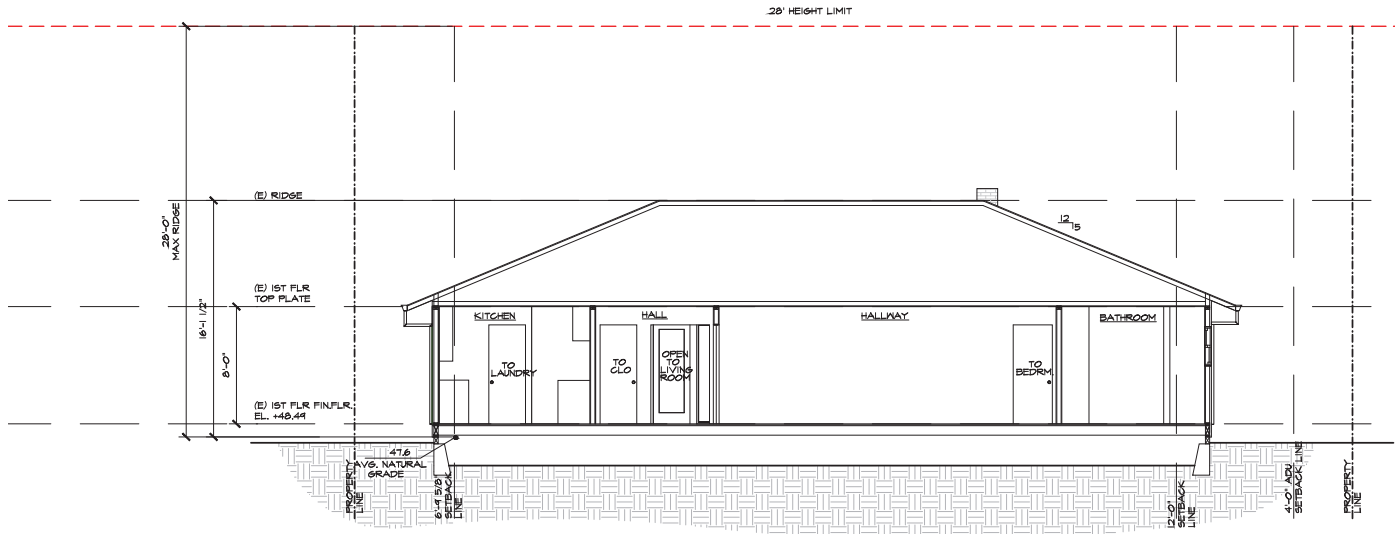 28' HEIGHT LIMIT
28'-0"
MAX RIDGE
16'-1 1/2"
8'-0"
(E) RIDGE
12
5
(E) 1ST FLR
TOP PLATE
KITCHEN
HALL
HALLWAY
BATHROOM
TO
LAUNDRY
TO
CLO
OPEN
TO
LIVING
ROOM
TO
BEDRM.
(E) 1ST FLR FIN.FLR.
EL. +48.49
47.6
AVG. NATURAL
GRADE
PROPERTY
LINE
6'-9 5/8"
SETBACK
LINE
12'-0"
SETBACK
LINE
4'-0" ADU
SETBACK LINE
PROPERTY
LINE